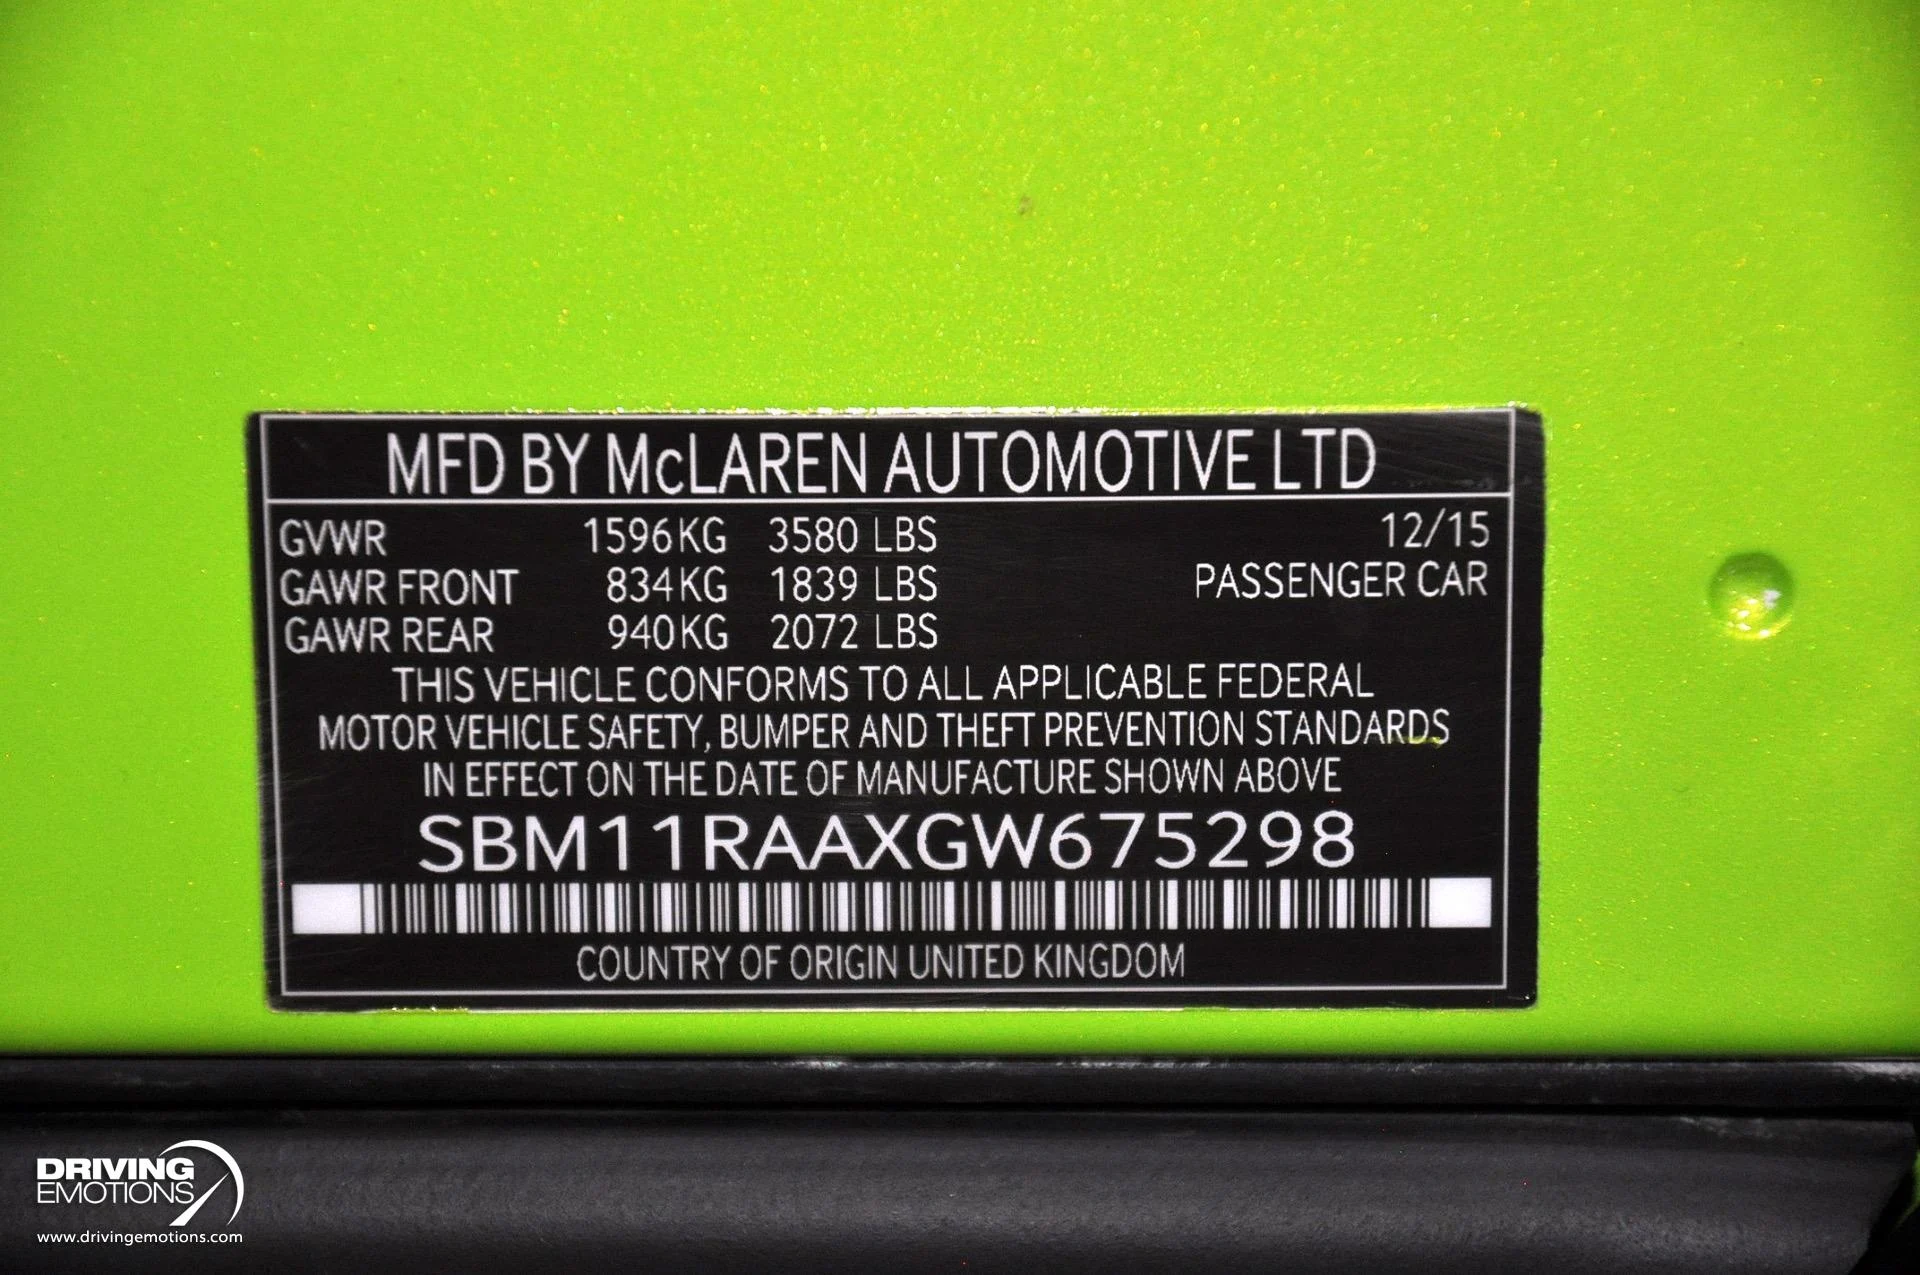 MFD BY McLAREN AUTOMOTIVE LTD
GVWR 1596KG 3580 LBS 12/15
GAWR FRONT 834KG 1839 LBS PASSENGER CAR
GAWR REAR 940KG 2072 LBS
THIS VEHICLE CONFORMS TO ALL APPLICABLE FEDERAL
MOTOR VEHICLE SAFETY, BUMPER AND THEFT PREVENTION STANDARDS
IN EFFECT ON THE DATE OF MANUFACTURE SHOWN ABOVE
SBM11RAAXGW675298
COUNTRY OF ORIGIN UNITED KINGDOM
DRIVING
EMOTIONS
www.drivingemotions.com